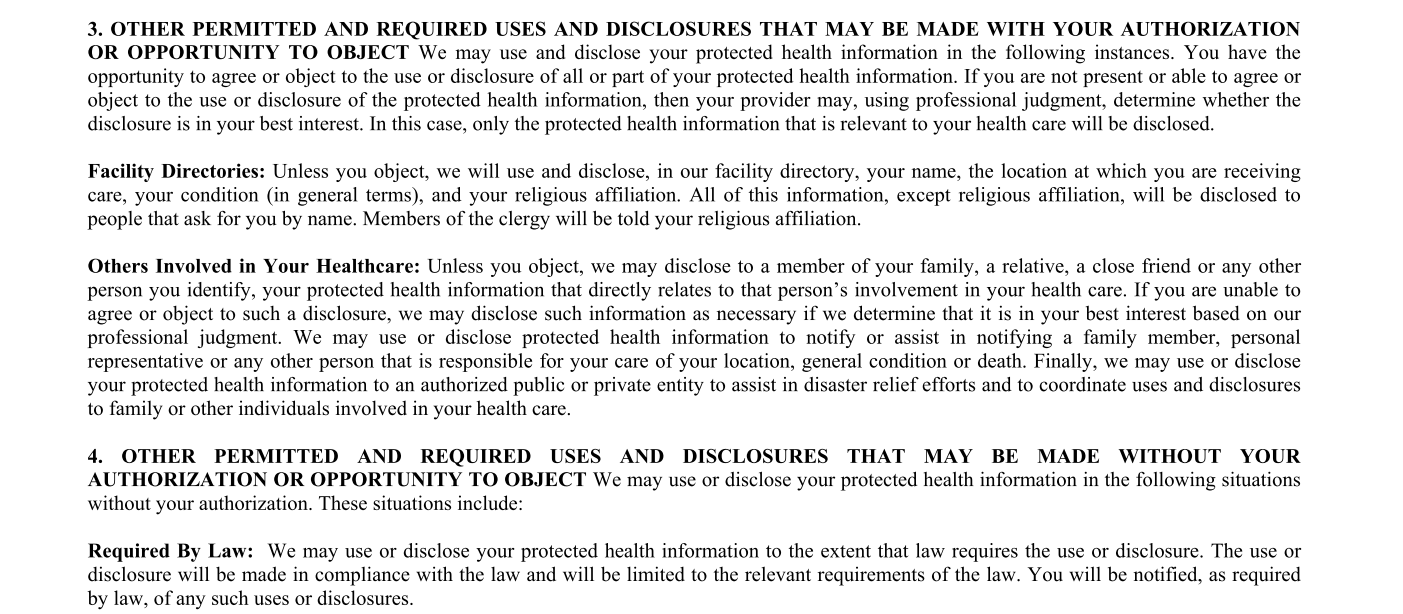 3. OTHER PERMITTED AND REQUIRED USES AND DISCLOSURES THAT MAY BE MADE WITH YOUR AUTHORIZATION
OR OPPORTUNITY TO OBJECT We may use and disclose your protected health information in the following instances. You have the
opportunity to agree or object to the use or disclosure of all or part of your protected health information. If you are not present or able to agree or
object to the use or disclosure of the protected health information, then your provider may, using professional judgment, determine whether the
disclosure is in your best interest. In this case, only the protected health information that is relevant to your health care will be disclosed.
Facility Directories: Unless you object, we will use and disclose, in our facility directory, your name, the location at which you are receiving
care, your condition (in general terms), and your religious affiliation. All of this information, except religious affiliation, will be disclosed to
people that ask for you by name. Members of the clergy will be told your religious affiliation.
Others Involved in Your Healthcare: Unless you object, we may disclose to a member of your family, a relative, a close friend or any other
person you identify, your protected health information that directly relates to that person’s involvement in your health care. If you are unable to
agree or object to such a disclosure, we may disclose such information as necessary if we determine that it is in your best interest based on our
professional judgment. We may use or disclose protected health information to notify or assist in notifying a family member, personal
representative or any other person that is responsible for your care of your location, general condition or death. Finally, we may use or disclose
your protected health information to an authorized public or private entity to assist in disaster relief efforts and to coordinate uses and disclosures
to family or other individuals involved in your health care.
4. OTHER PERMITTED AND REQUIRED USES AND DISCLOSURES THAT MAY BE MADE WITHOUT YOUR
AUTHORIZATION OR OPPORTUNITY TO OBJECT We may use or disclose your protected health information in the following situations
without your authorization. These situations include:
Required By Law: We may use or disclose your protected health information to the extent that law requires the use or disclosure. The use or
disclosure will be made in compliance with the law and will be limited to the relevant requirements of the law. You will be notified, as required
by law, of any such uses or disclosures.